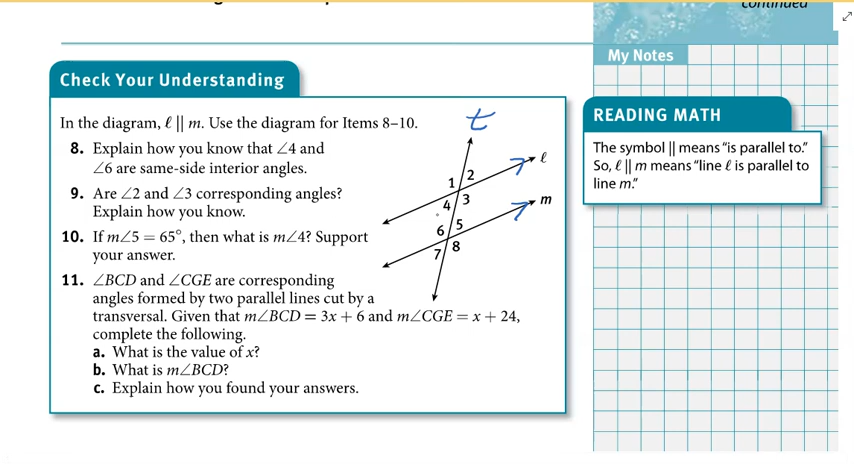 continued
My Notes
Check Your Understanding
In the diagram, ℓ || m. Use the diagram for Items 8–10.
8. Explain how you know that ∠4 and
∠6 are same-side interior angles.
9. Are ∠2 and ∠3 corresponding angles?
Explain how you know.
10. If m∠5 = 65°, then what is m∠4? Support
your answer.
11. ∠BCD and ∠CGE are corresponding
angles formed by two parallel lines cut by a
transversal. Given that m∠BCD = 3x + 6 and m∠CGE = x + 24,
complete the following.
a. What is the value of x?
b. What is m∠BCD?
c. Explain how you found your answers.
t
ℓ
1 2
m
4 3
6 5
7 8
READING MATH
The symbol || means “is parallel to.”
So, ℓ || m means “line ℓ is parallel to
line m.”